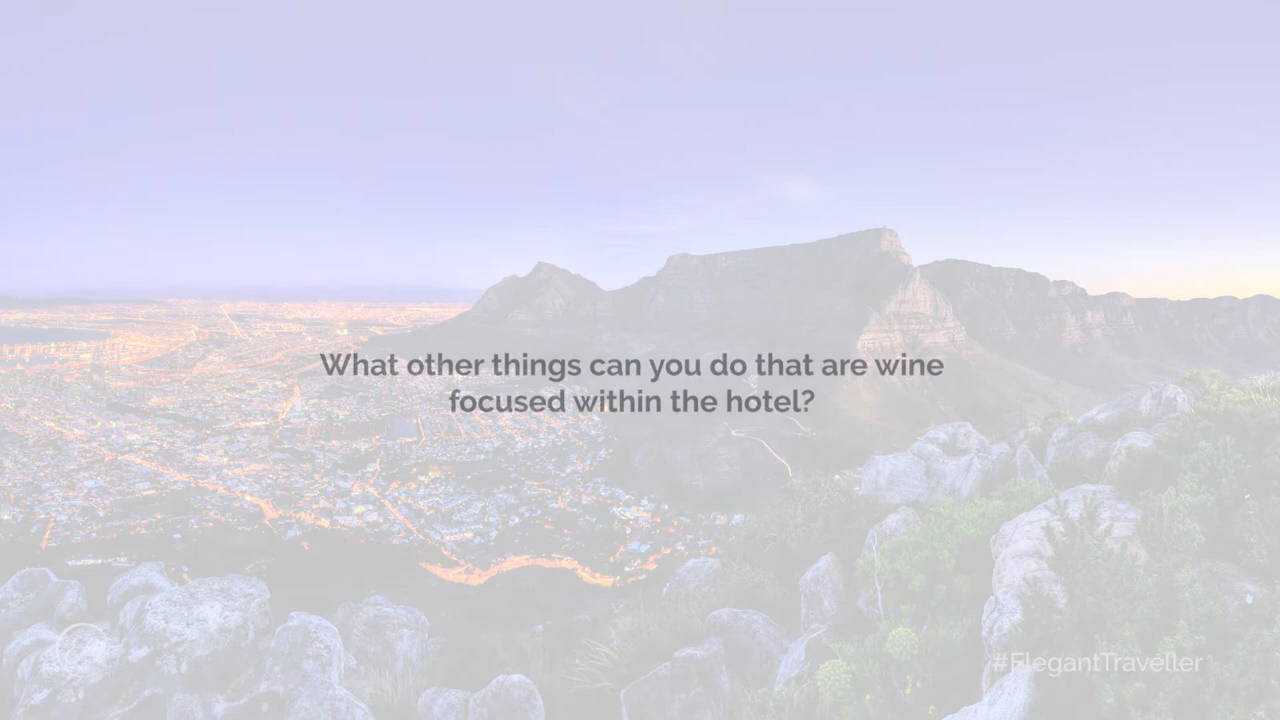 What other things can you do that are wine
focused within the hotel?
#ElegantTraveller